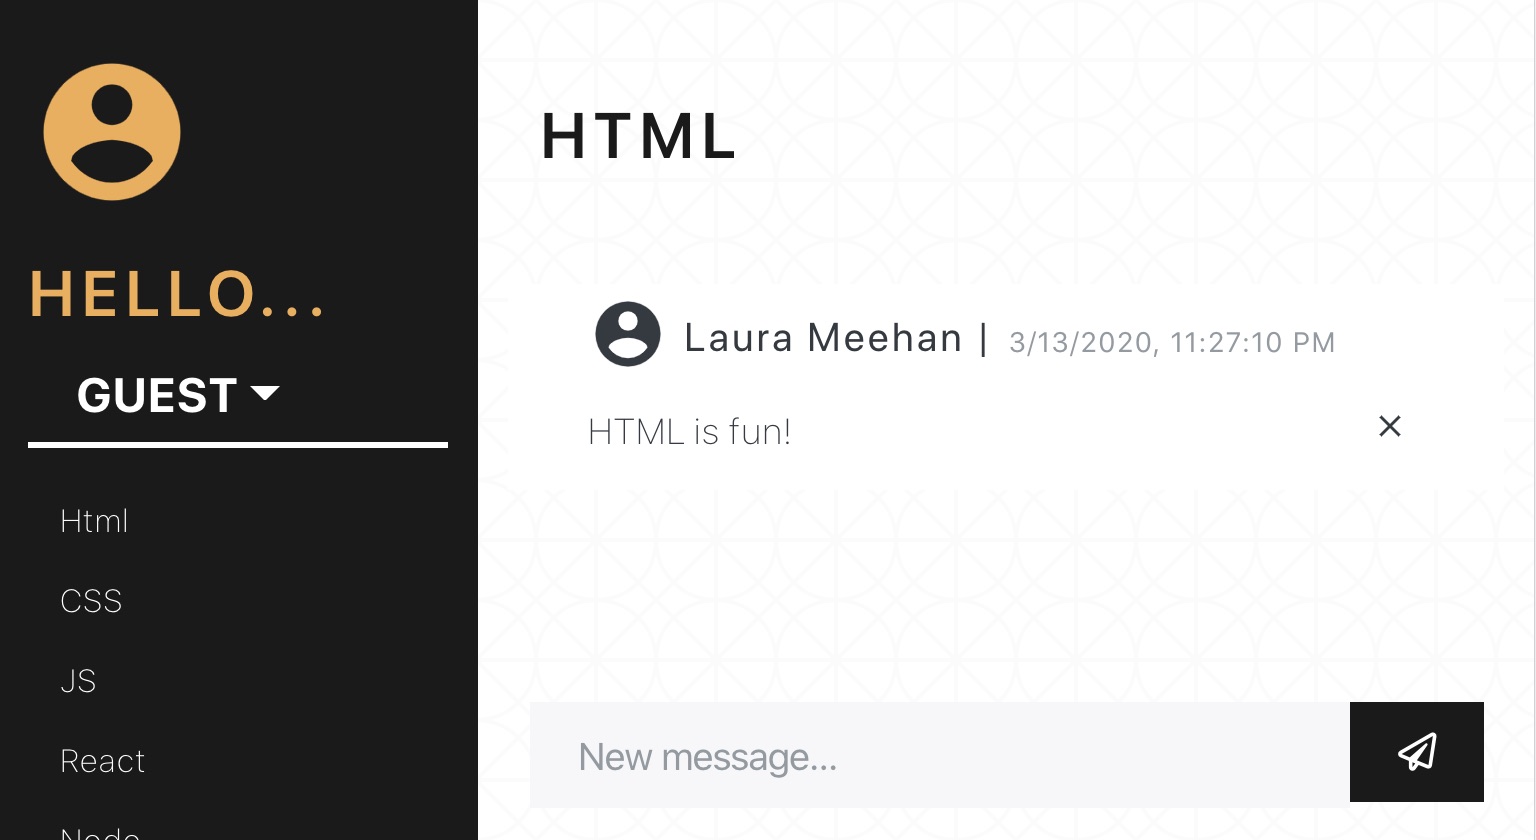 HELLO...
GUEST
Html
CSS
JS
React
Node
HTML
Laura Meehan | 3/13/2020, 11:27:10 PM
HTML is fun!
New message...